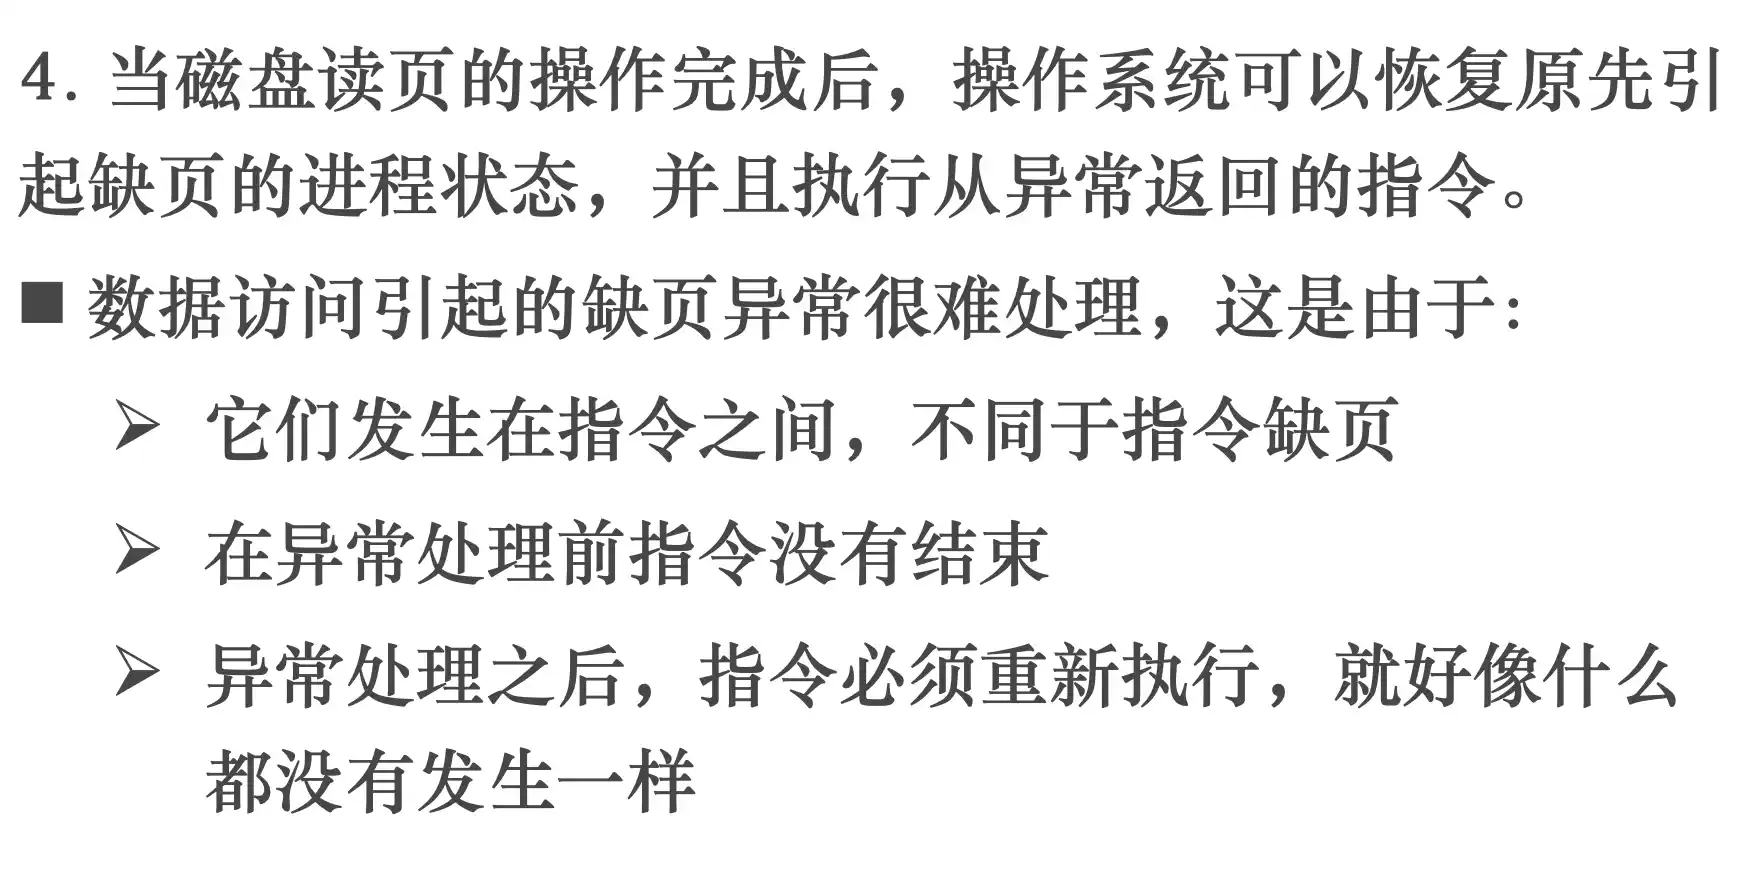 4. 当磁盘读页的操作完成后，操作系统可以恢复原先引
起缺页的进程状态，并且执行从异常返回的指令。
■ 数据访问引起的缺页异常很难处理，这是由于：
➢ 它们发生在指令之间，不同于指令缺页
➢ 在异常处理前指令没有结束
➢ 异常处理之后，指令必须重新执行，就好像什么
都没有发生一样